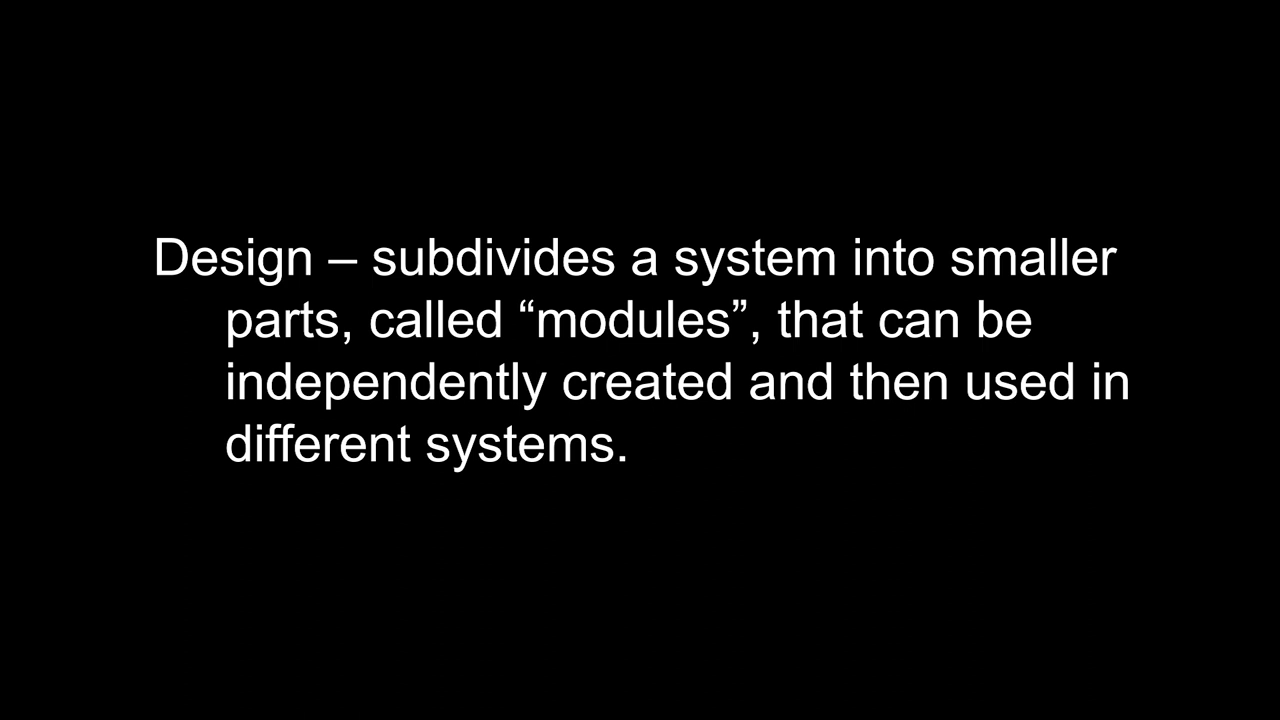 Design – subdivides a system into smaller
parts, called “modules”, that can be
independently created and then used in
different systems.